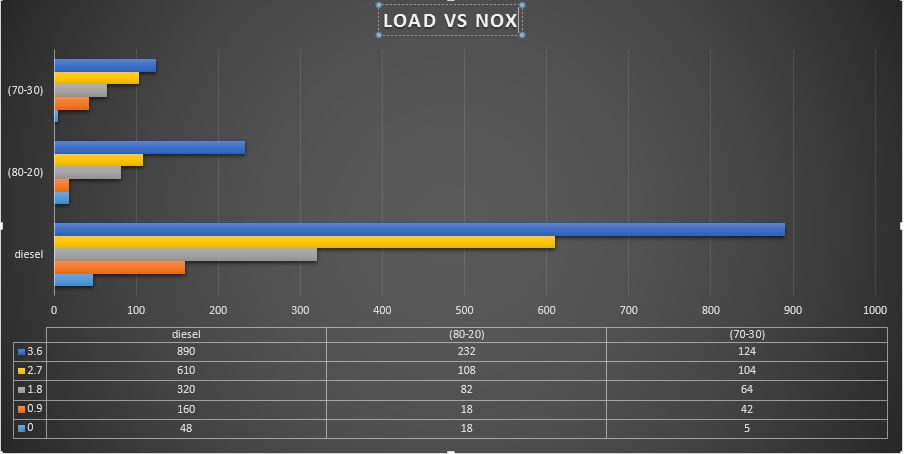 LOAD VS NOX
(70-30)
(80-20)
diesel
0 100 200 300 400 500 600 700 800 900 1000
diesel (80-20) (70-30)
3.6 890 232 124
2.7 610 108 104
1.8 320 82 64
0.9 160 18 42
0 48 18 5